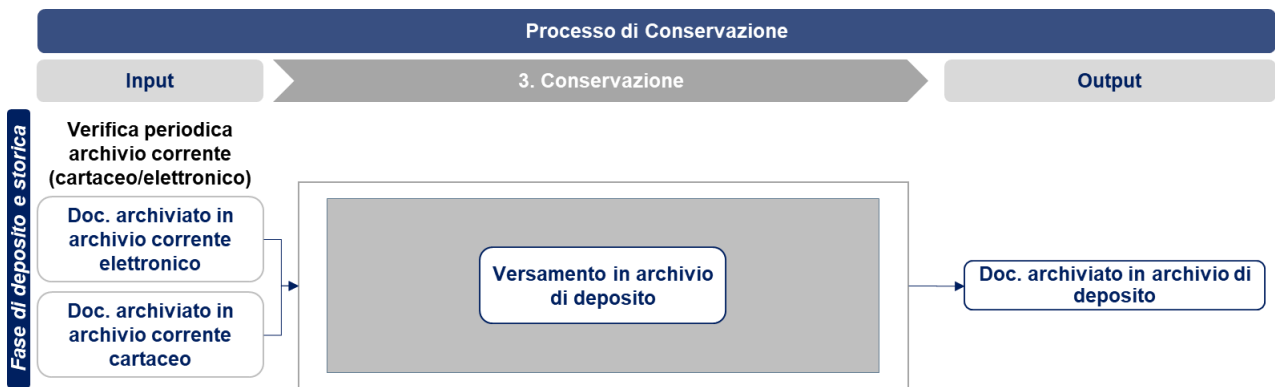 Processo di Conservazione
Input
3. Conservazione
Output
Fase di deposito e storica
Verifica periodica
archivio corrente
(cartaceo/elettronico)
Doc. archiviato in
archivio corrente
elettronico
Doc. archiviato in
archivio corrente
cartaceo
Versamento in archivio
di deposito
Doc. archiviato in archivio di
deposito